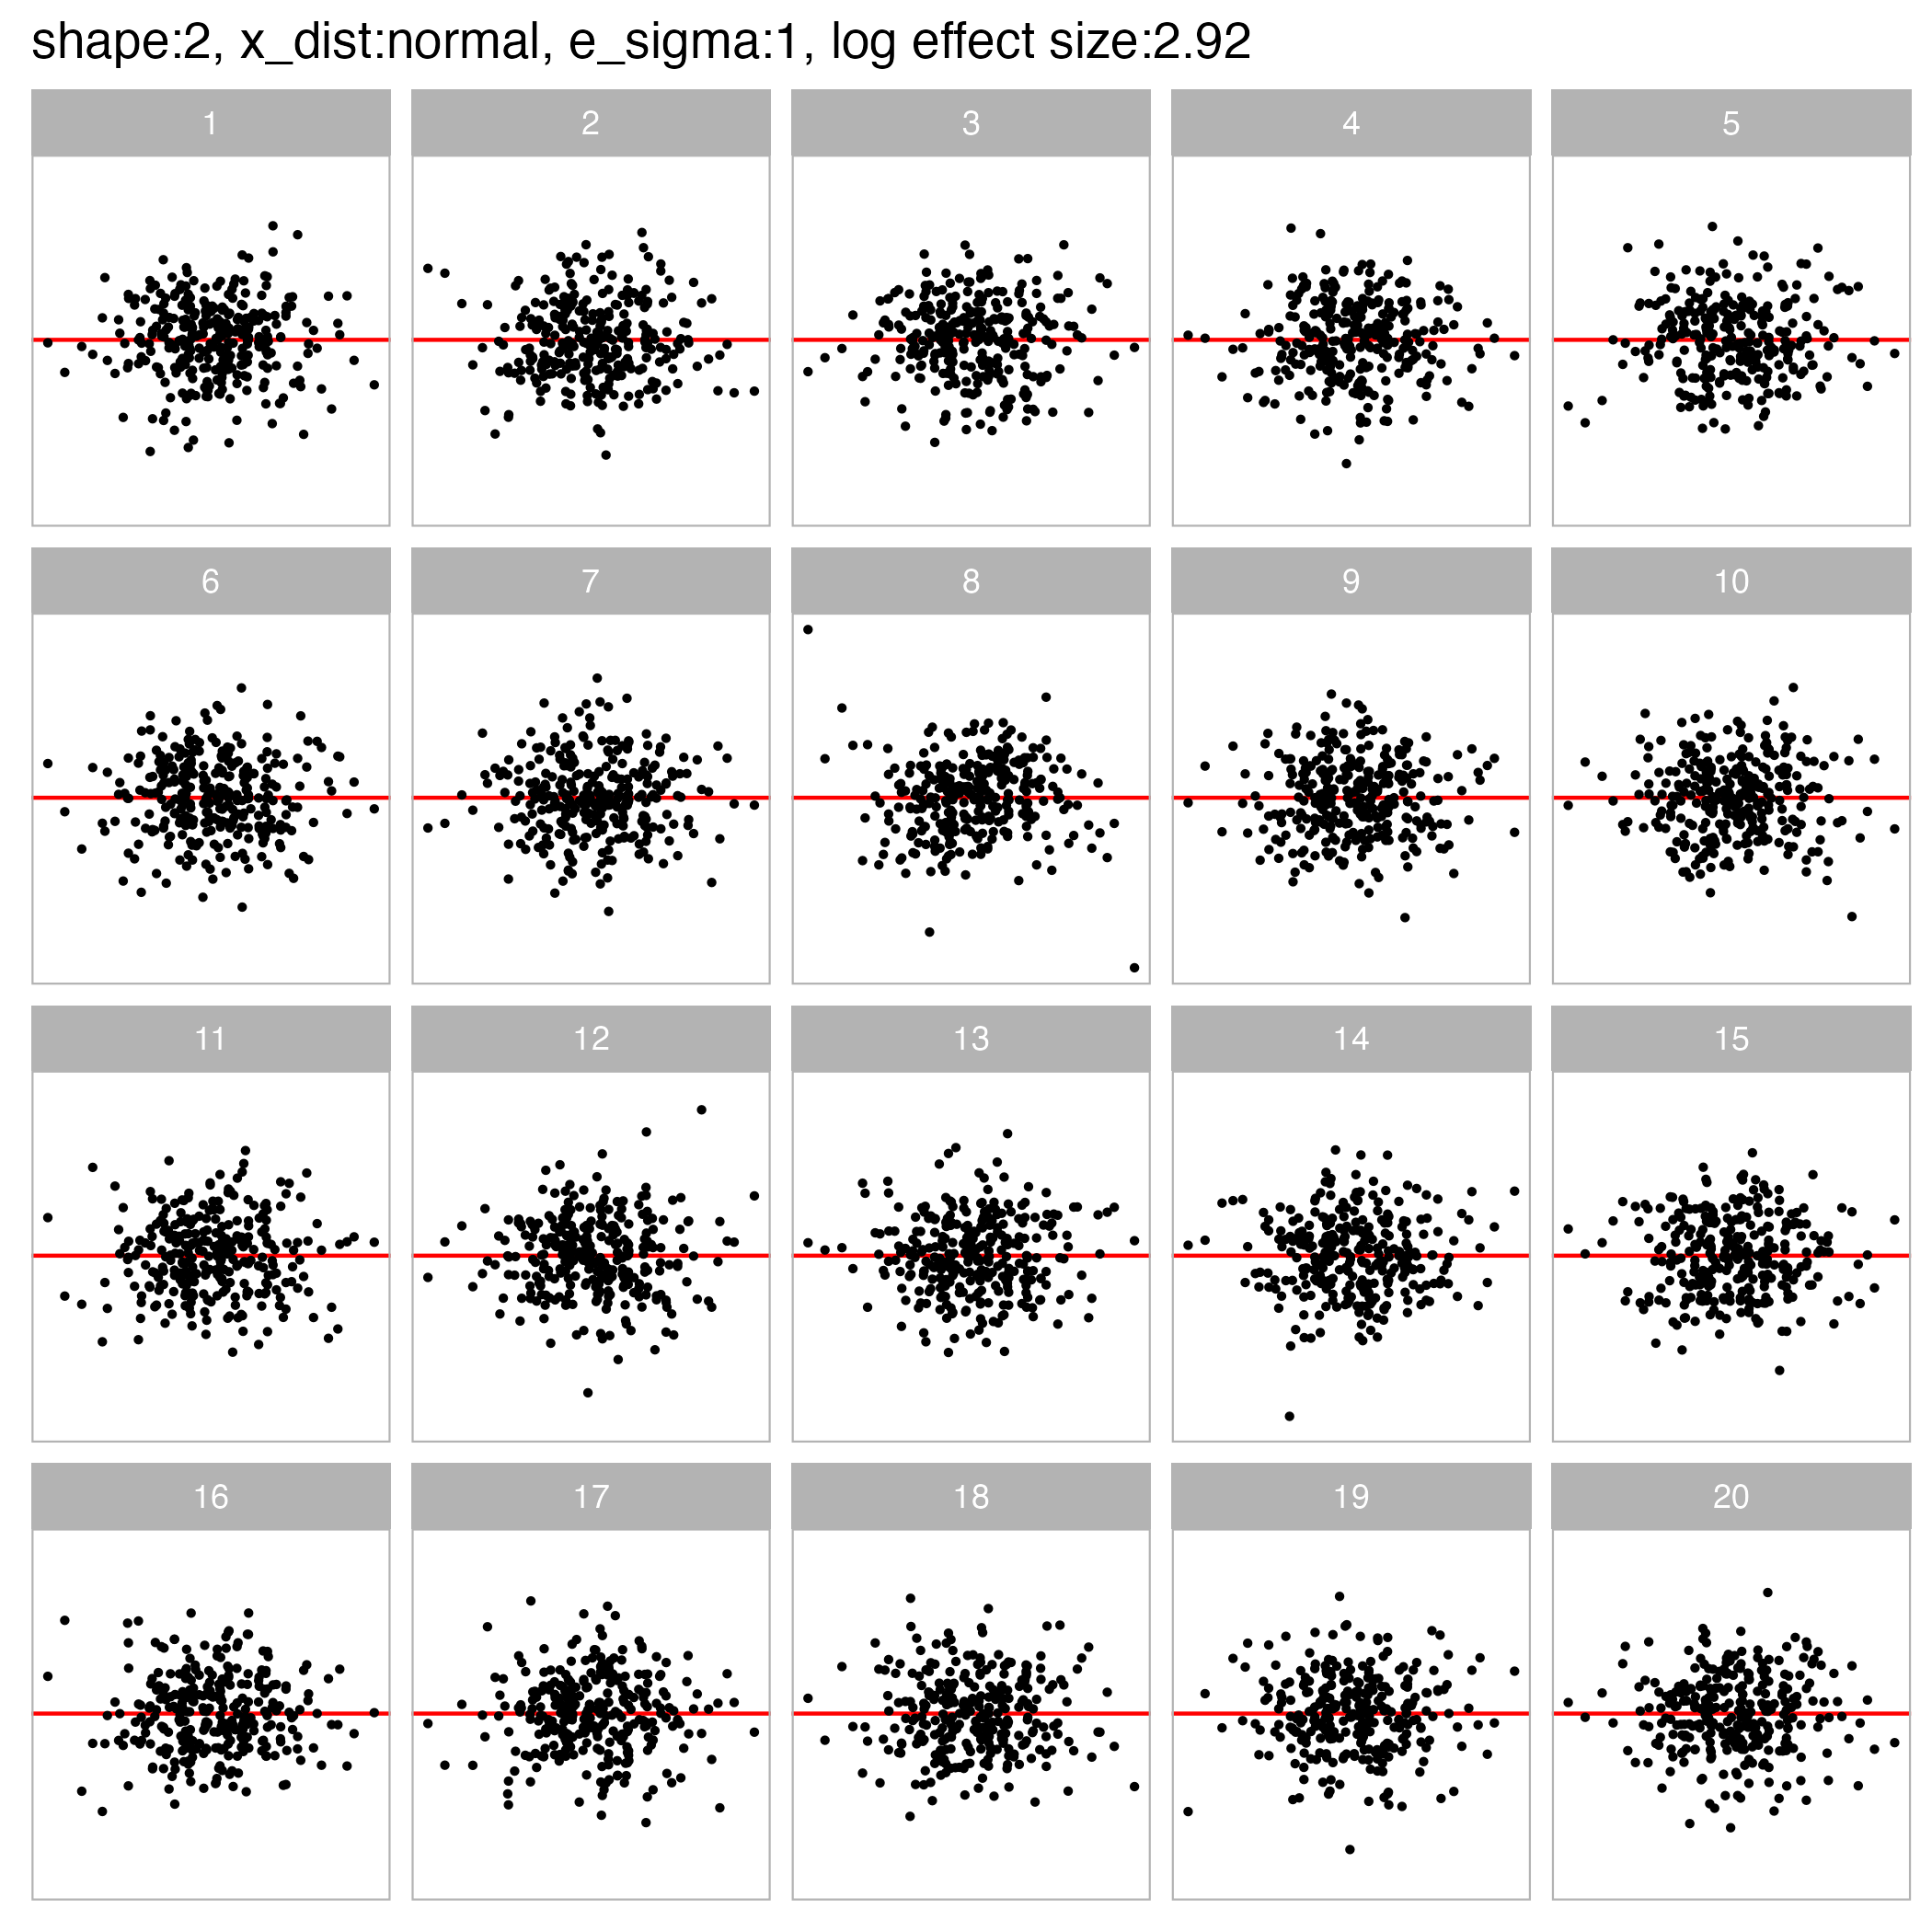 shape:2, x_dist:normal, e_sigma:1, log effect size:2.92
1 2 3 4 5
6 7 8 9 10
11 12 13 14 15
16 17 18 19 20